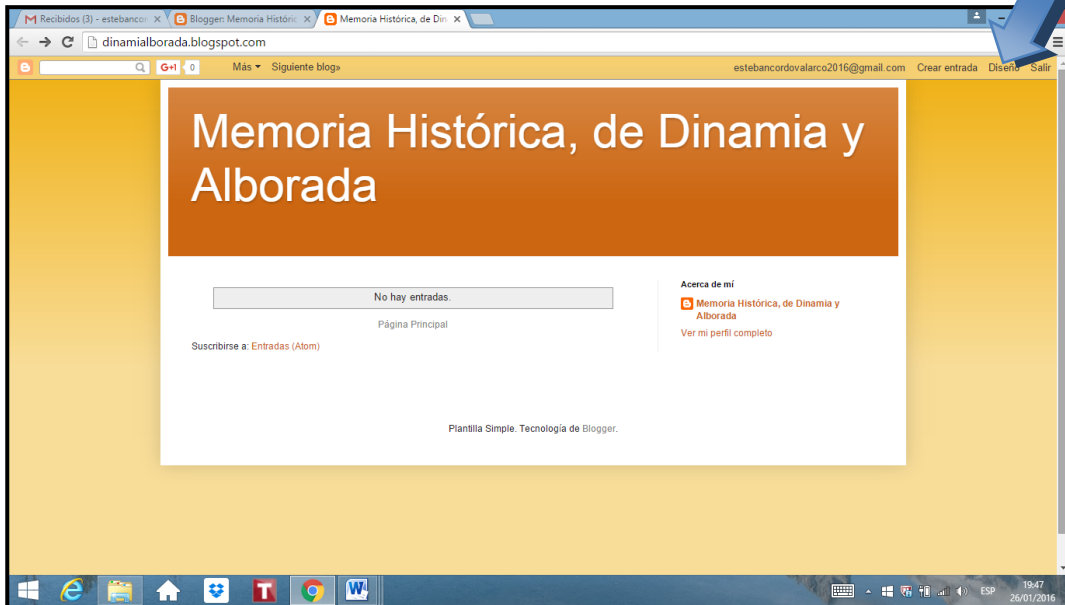 Recibidos (3) - estebancor
Blogger: Memoria Históric
Memoria Histórica, de Din
dinamialborada.blogspot.com
G+1 0 Más Siguiente blog»
estebancordovalarco2016@gmail.com Crear entrada Diseño Salir
Memoria Histórica, de Dinamia y
Alborada
No hay entradas.
Página Principal
Suscribirse a: Entradas (Atom)
Acerca de mí
Memoria Histórica, de Dinamia y
Alborada
Ver mi perfil completo
Plantilla Simple. Tecnología de Blogger.
ESP
19:47
26/01/2016